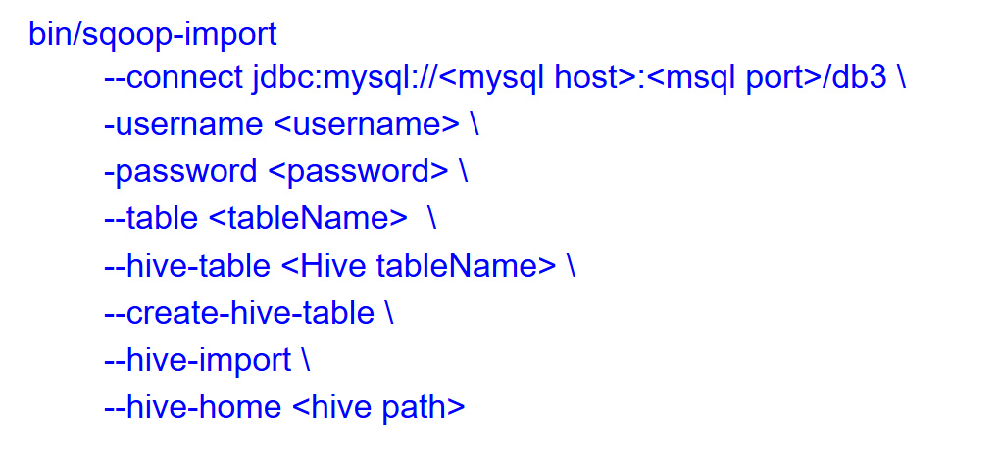 bin/sqoop-import
--connect jdbc:mysql://<mysql host>:<msql port>/db3 \
-username <username> \
-password <password> \
--table <tableName>  \
--hive-table <Hive tableName> \
--create-hive-table \
--hive-import \
--hive-home <hive path>